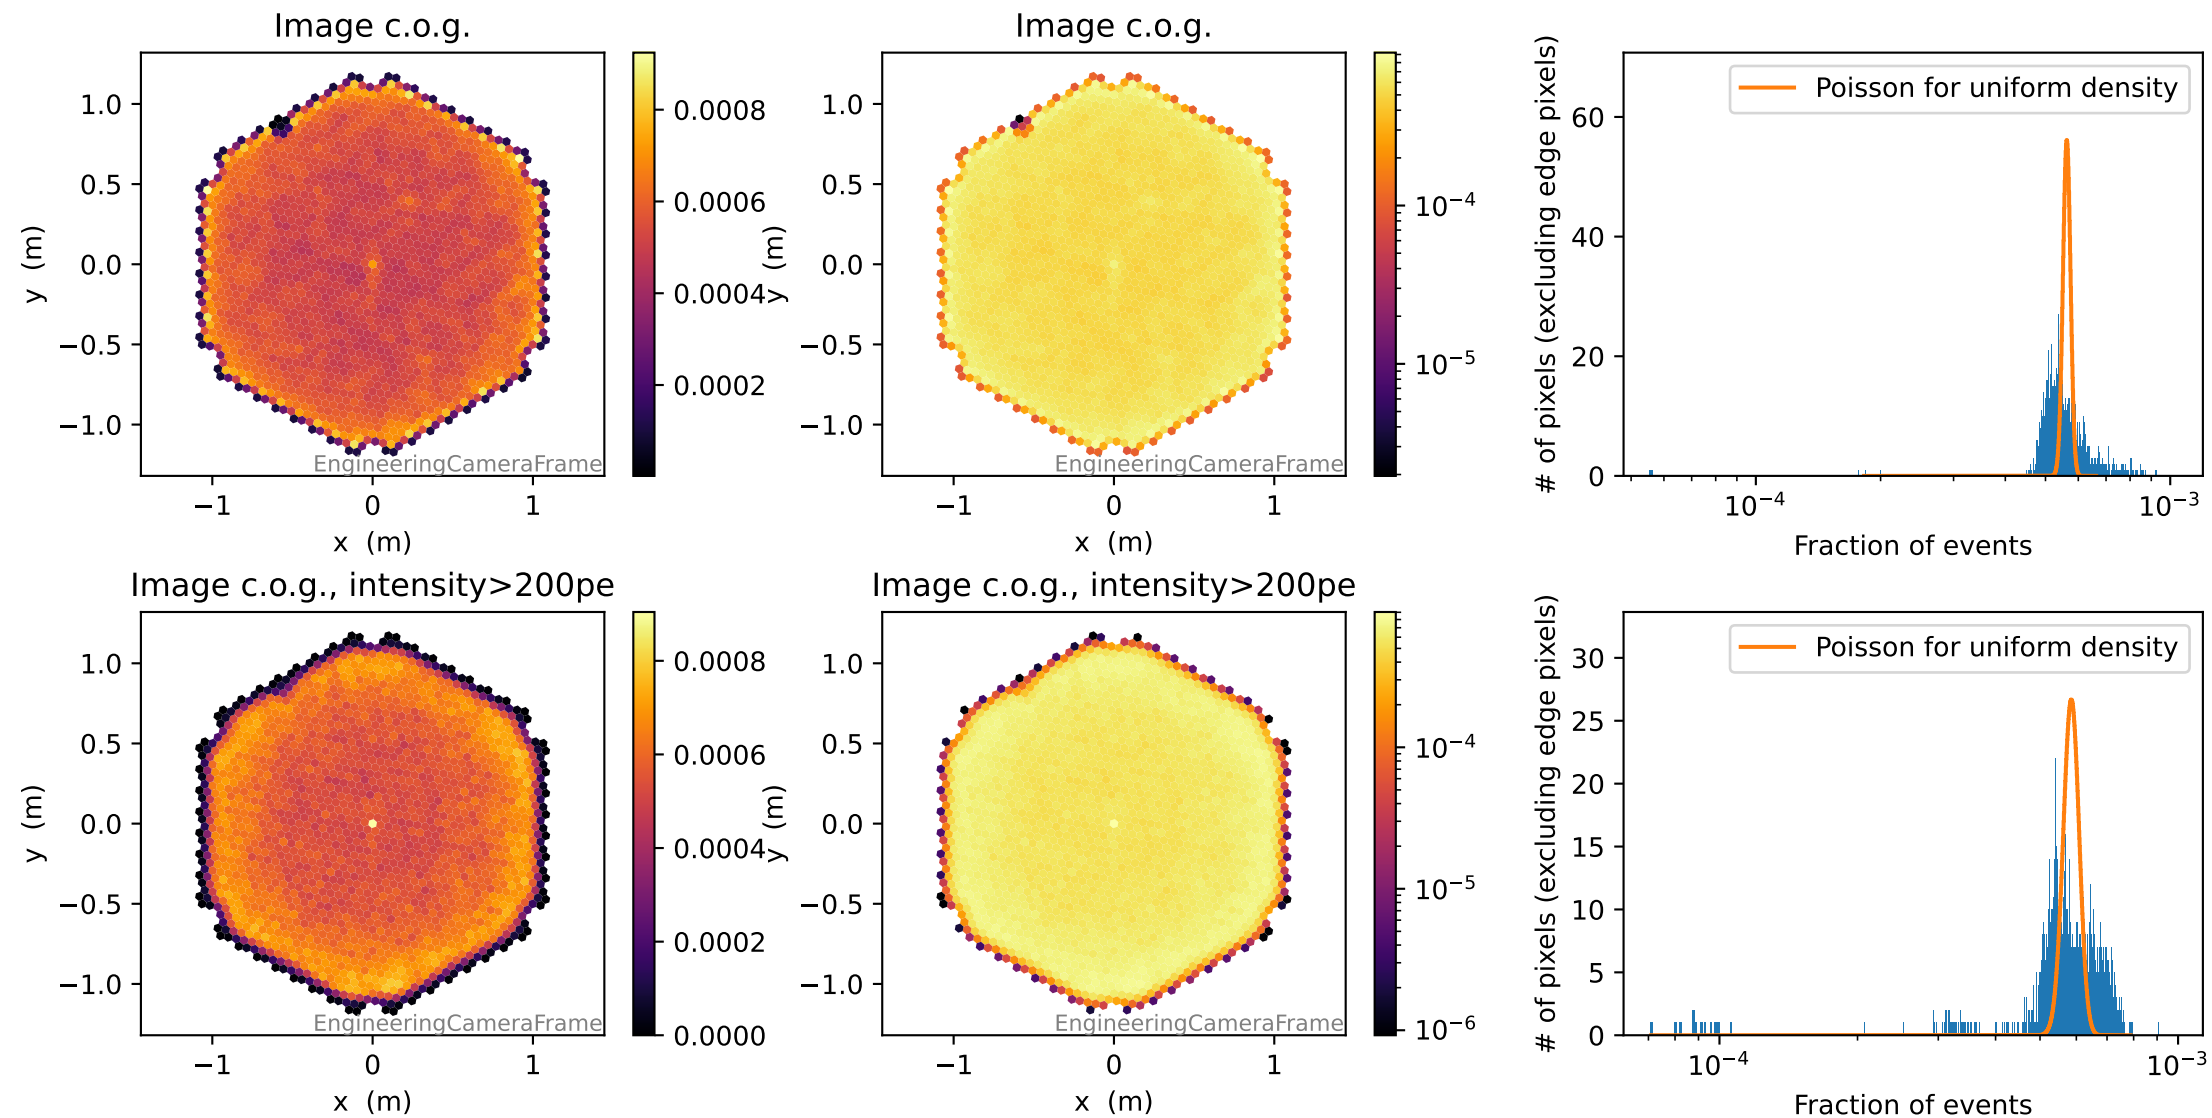 Image c.o.g.
1.0
0.5
0.0
−0.5
−1.0
y (m)
−1
0
1
x (m)
EngineeringCameraFrame
0.0008
0.0006
0.0004
0.0002
Image c.o.g.
1.0
0.5
0.0
−0.5
−1.0
y (m)
−1
0
1
x (m)
EngineeringCameraFrame
10⁻⁴
10⁻⁵
# of pixels (excluding edge pixels)
60
40
20
0
Poisson for uniform density
10⁻⁴
10⁻³
Fraction of events
Image c.o.g., intensity>200pe
1.0
0.5
0.0
−0.5
−1.0
y (m)
−1
0
1
x (m)
EngineeringCameraFrame
0.0008
0.0006
0.0004
0.0002
0.0000
Image c.o.g., intensity>200pe
1.0
0.5
0.0
−0.5
−1.0
y (m)
−1
0
1
x (m)
EngineeringCameraFrame
10⁻⁴
10⁻⁵
10⁻⁶
# of pixels (excluding edge pixels)
30
25
20
15
10
5
0
Poisson for uniform density
10⁻⁴
10⁻³
Fraction of events